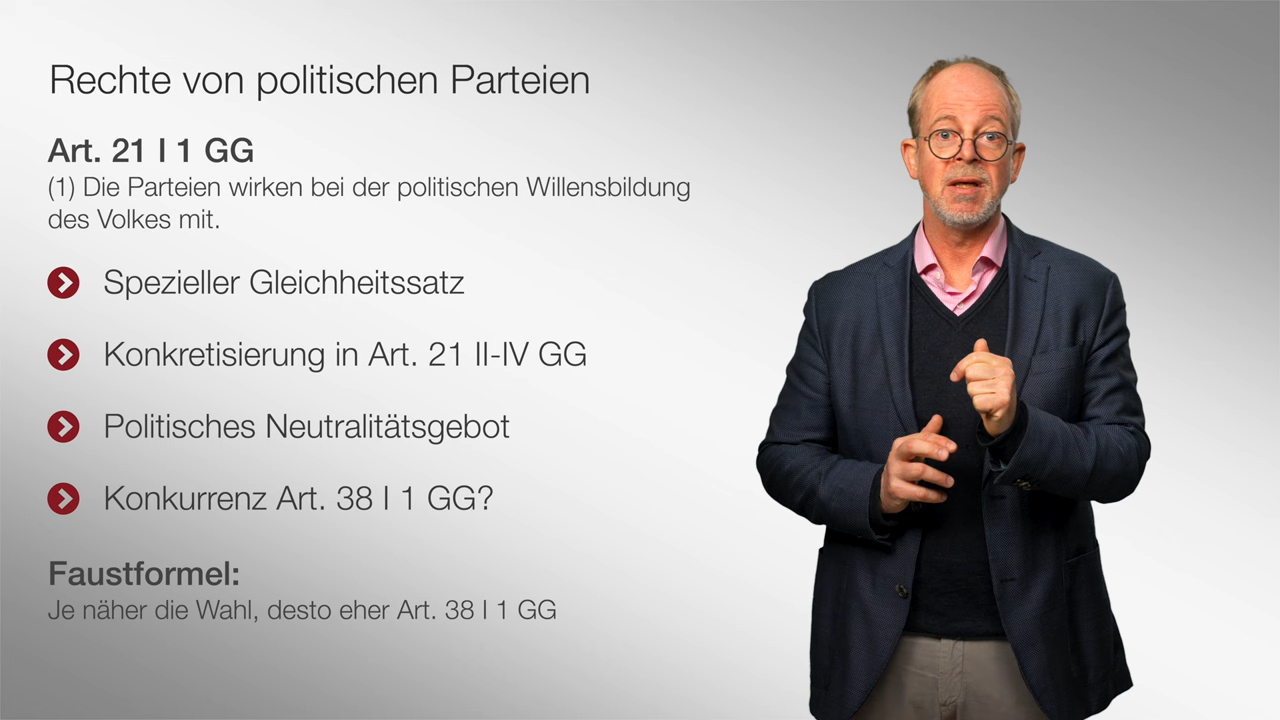 Rechte von politischen Parteien
Art. 21 I 1 GG
(1) Die Parteien wirken bei der politischen Willensbildung
des Volkes mit.
Spezieller Gleichheitssatz
Konkretisierung in Art. 21 II-IV GG
Politisches Neutralitätsgebot
Konkurrenz Art. 38 I 1 GG?
Faustformel:
Je näher die Wahl, desto eher Art. 38 I 1 GG